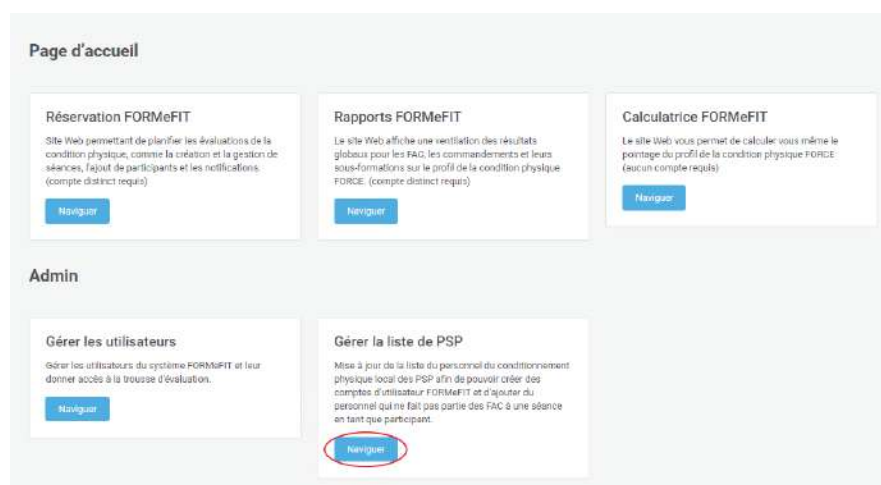 Page d'accueil
Réservation FORMeFIT
Site Web permettant de planifier les évaluations de la
condition physique, comme la création et la gestion de
séances, l'ajout de participants et les notifications.
(compte distinct requis)
Naviguer
Rapports FORMeFIT
Le site Web affiche une ventilation des résultats
globaux pour les FAC, les commandements et leurs
sous-formations sur le profil de la condition physique
FORCE. (compte distinct requis)
Naviguer
Calculatrice FORMeFIT
Le site Web vous permet de calculer vous même le
pointage du profil de la condition physique FORCE
(aucun compte requis)
Naviguer
Admin
Gérer les utilisateurs
Gérer les utilisateurs du système FORMeFIT et leur
donner accès à la trousse d'évaluation.
Naviguer
Gérer la liste de PSP
Mise à jour de la liste du personnel du conditionnement
physique local des PSP afin de pouvoir créer des
comptes d'utilisateur FORMeFIT et d'ajouter du
personnel qui ne fait pas partie des FAC à une séance
en tant que participant.
Naviguer